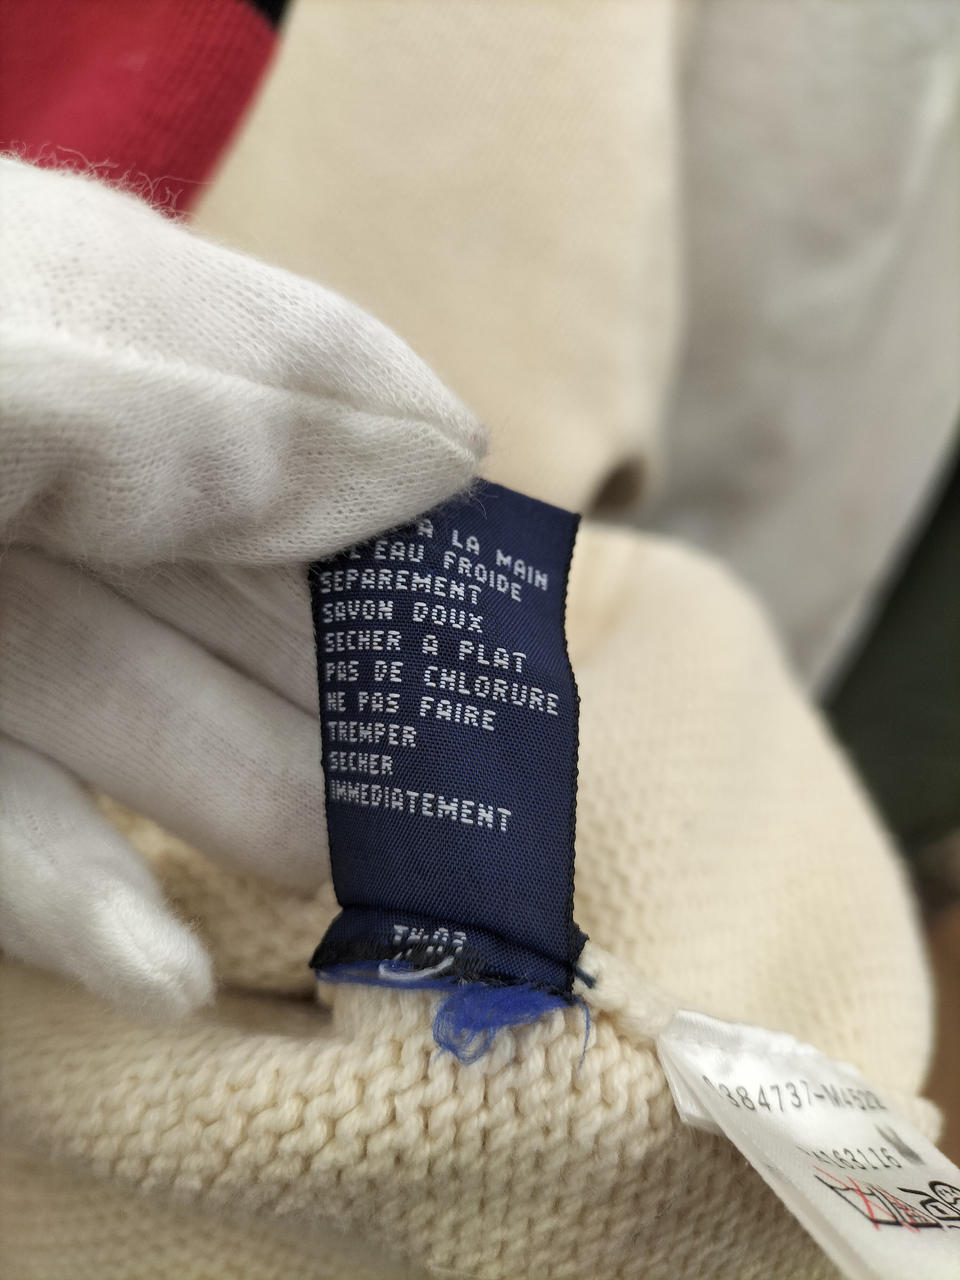 A LA MAIN
EAU FROIDE
SEPAREMENT
SAVON DOUX
SECHER A PLAT
PAS DE CHLORURE
NE PAS FAIRE
TREMPER
SECHER
IMMEDIATEMENT